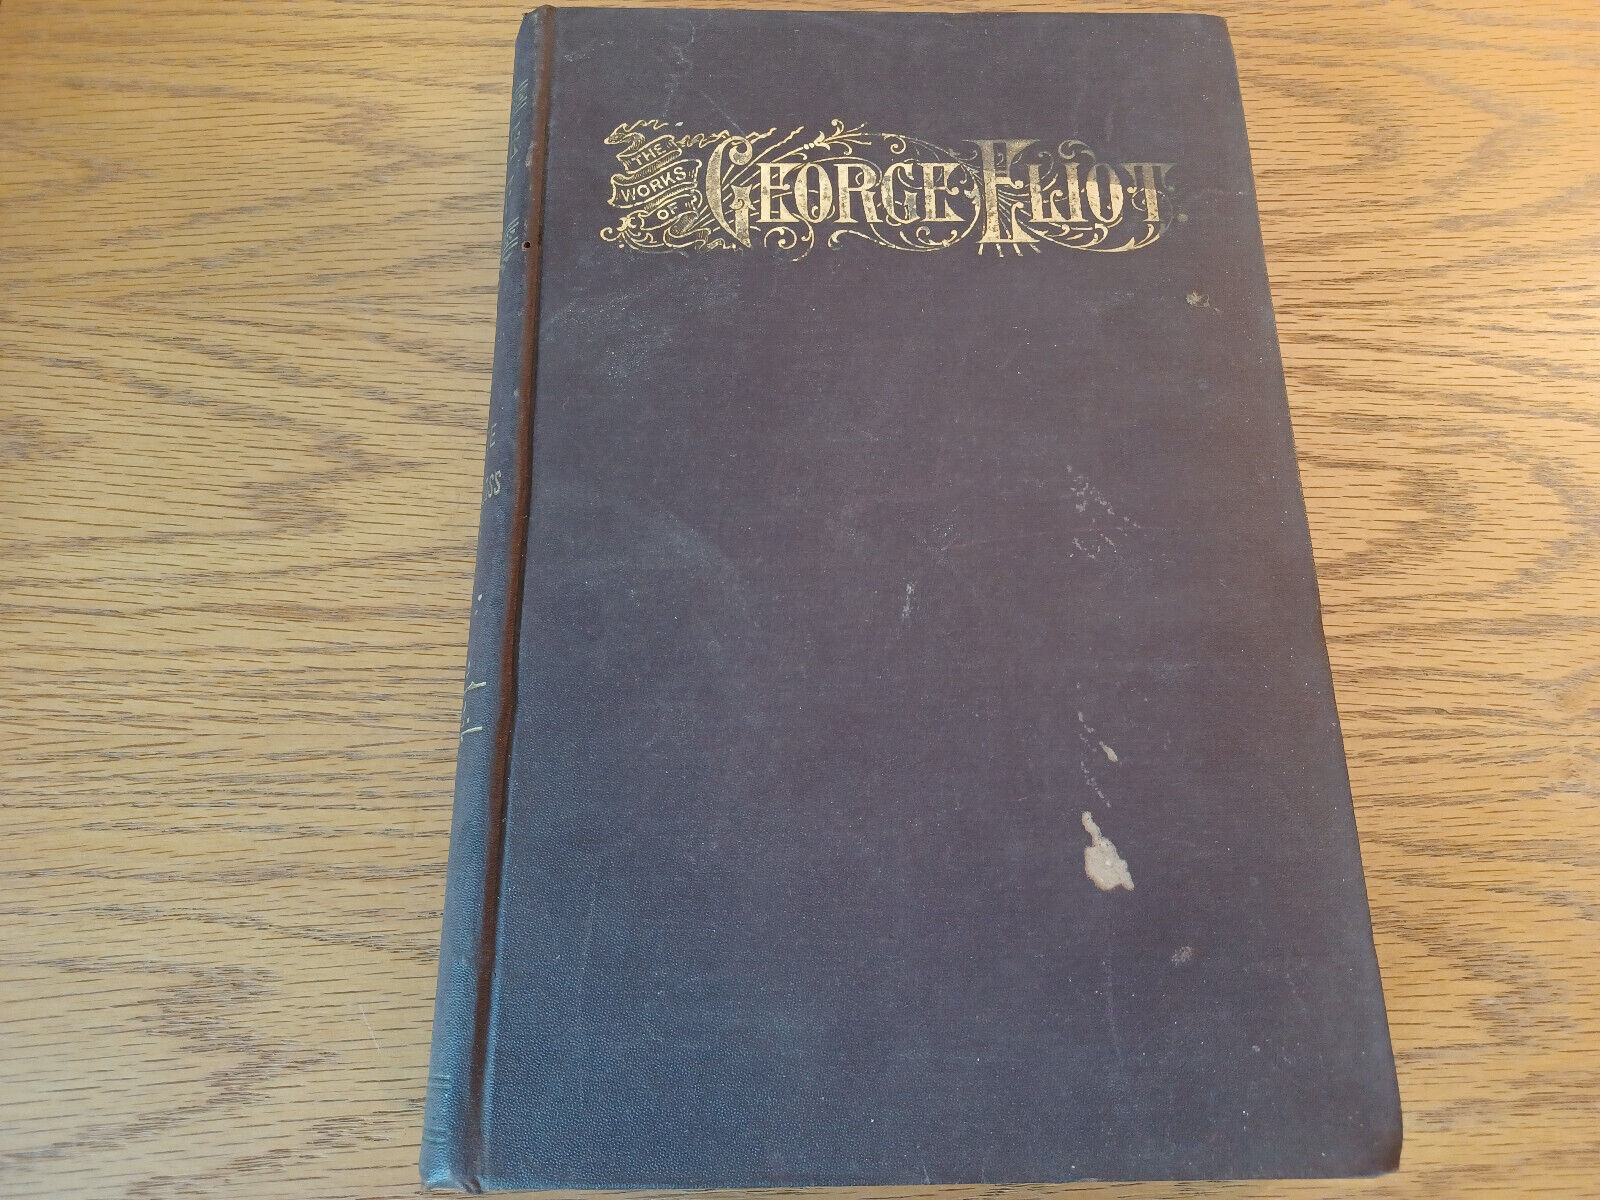 THE
WORKS
OF
GEORGE ELIOT